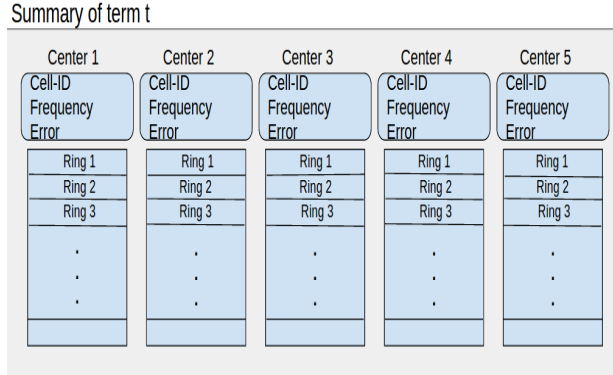 Summary of term t
Center 1 Center 2 Center 3 Center 4 Center 5
Cell-ID Cell-ID Cell-ID Cell-ID Cell-ID
Frequency Frequency Frequency Frequency Frequency
Error Error Error Error Error
Ring 1 Ring 1 Ring 1 Ring 1 Ring 1
Ring 2 Ring 2 Ring 2 Ring 2 Ring 2
Ring 3 Ring 3 Ring 3 Ring 3 Ring 3
. . . . .
. . . . .
. . . . .